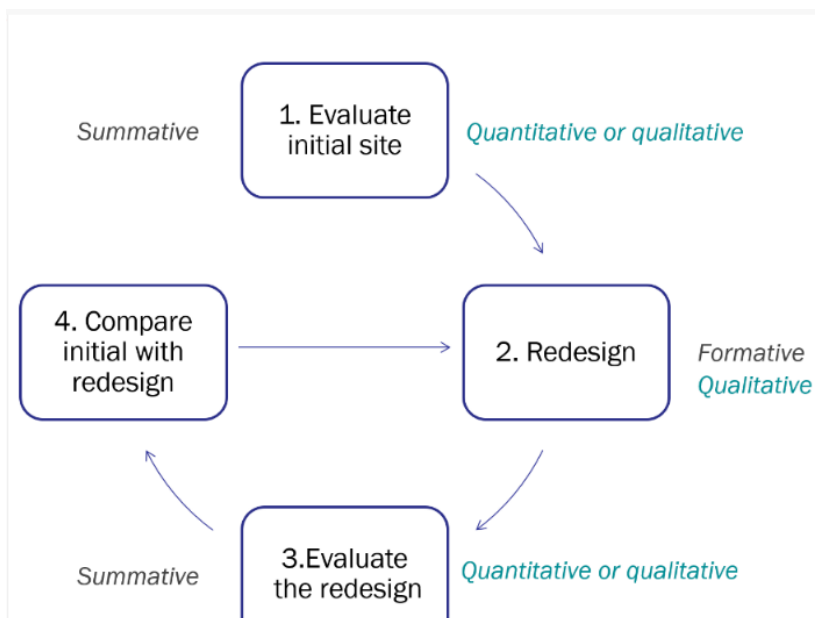 1. Evaluate
initial site
Summative
Quantitative or qualitative
4. Compare
initial with
redesign
2. Redesign
Formative
Qualitative
3.Evaluate
the redesign
Summative
Quantitative or qualitative